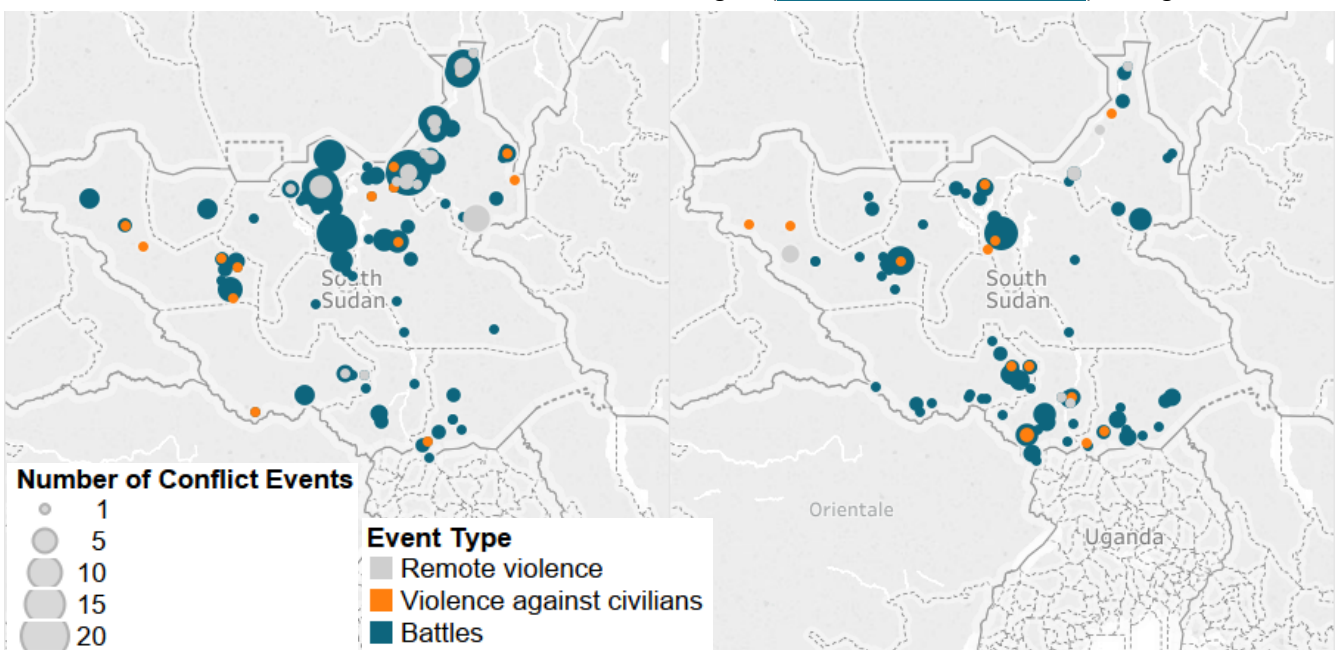 South
Sudan
South
Sudan
Orientale
Uganda
Number of Conflict Events
1
5
10
15
20
Event Type
Remote violence
Violence against civilians
Battles